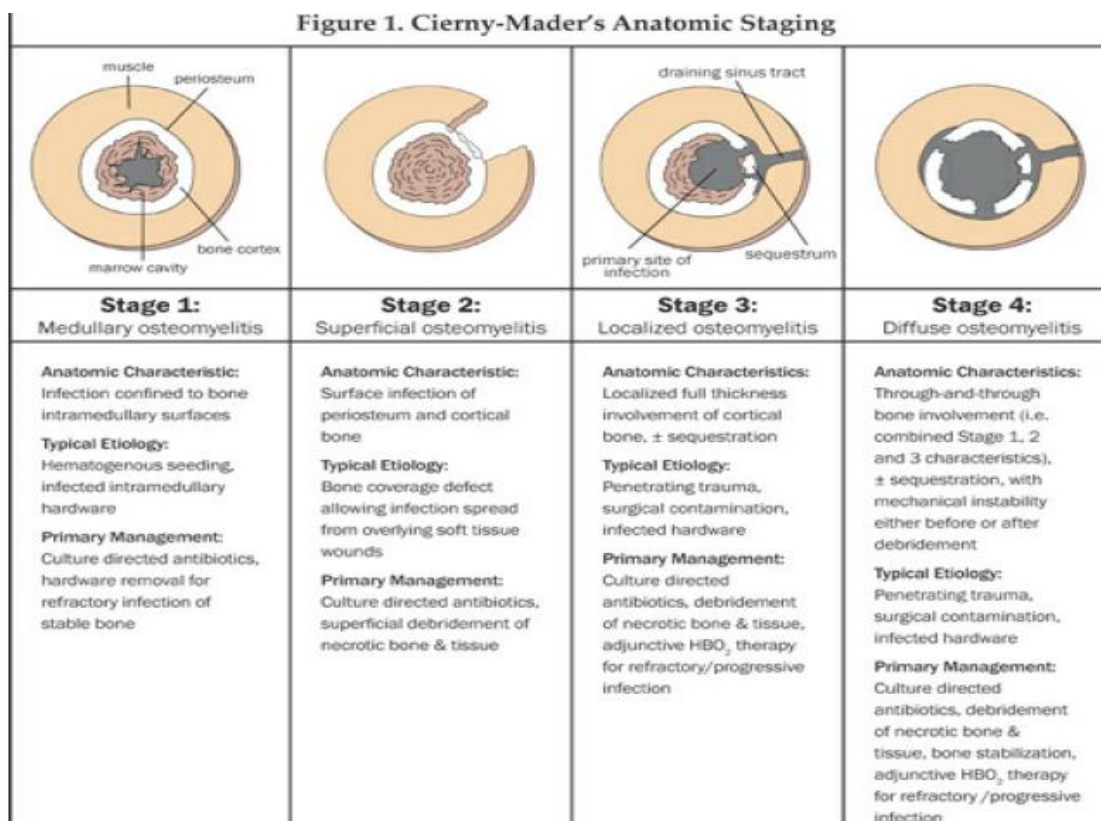 Figure 1. Cierny-Mader's Anatomic Staging
muscle
periosteum
bone cortex
marrow cavity
draining sinus tract
primary site of
infection
sequestrum
Stage 1:
Medullary osteomyelitis
Anatomic Characteristic:
Infection confined to bone
intramedullary surfaces
Typical Etiology:
Hematogenous seeding,
infected intramedullary
hardware
Primary Management:
Culture directed antibiotics,
hardware removal for
refractory infection of
stable bone
Stage 2:
Superficial osteomyelitis
Anatomic Characteristic:
Surface infection of
periosteum and cortical
bone
Typical Etiology:
Bone coverage defect
allowing infection spread
from overlying soft tissue
wounds
Primary Management:
Culture directed antibiotics,
superficial debridement of
necrotic bone & tissue
Stage 3:
Localized osteomyelitis
Anatomic Characteristics:
Localized full thickness
involvement of cortical
bone, ± sequestration
Typical Etiology:
Penetrating trauma,
surgical contamination,
infected hardware
Primary Management:
Culture directed
antibiotics, debridement
of necrotic bone & tissue,
adjunctive HBO₂ therapy
for refractory/progressive
infection
Stage 4:
Diffuse osteomyelitis
Anatomic Characteristics:
Through-and-through
bone involvement (i.e.
combined Stage 1, 2
and 3 characteristics),
± sequestration, with
mechanical instability
either before or after
debridement
Typical Etiology:
Penetrating trauma,
surgical contamination,
infected hardware
Primary Management:
Culture directed
antibiotics, debridement
of necrotic bone &
tissue, bone stabilization,
adjunctive HBO₂ therapy
for refractory /progressive
infection